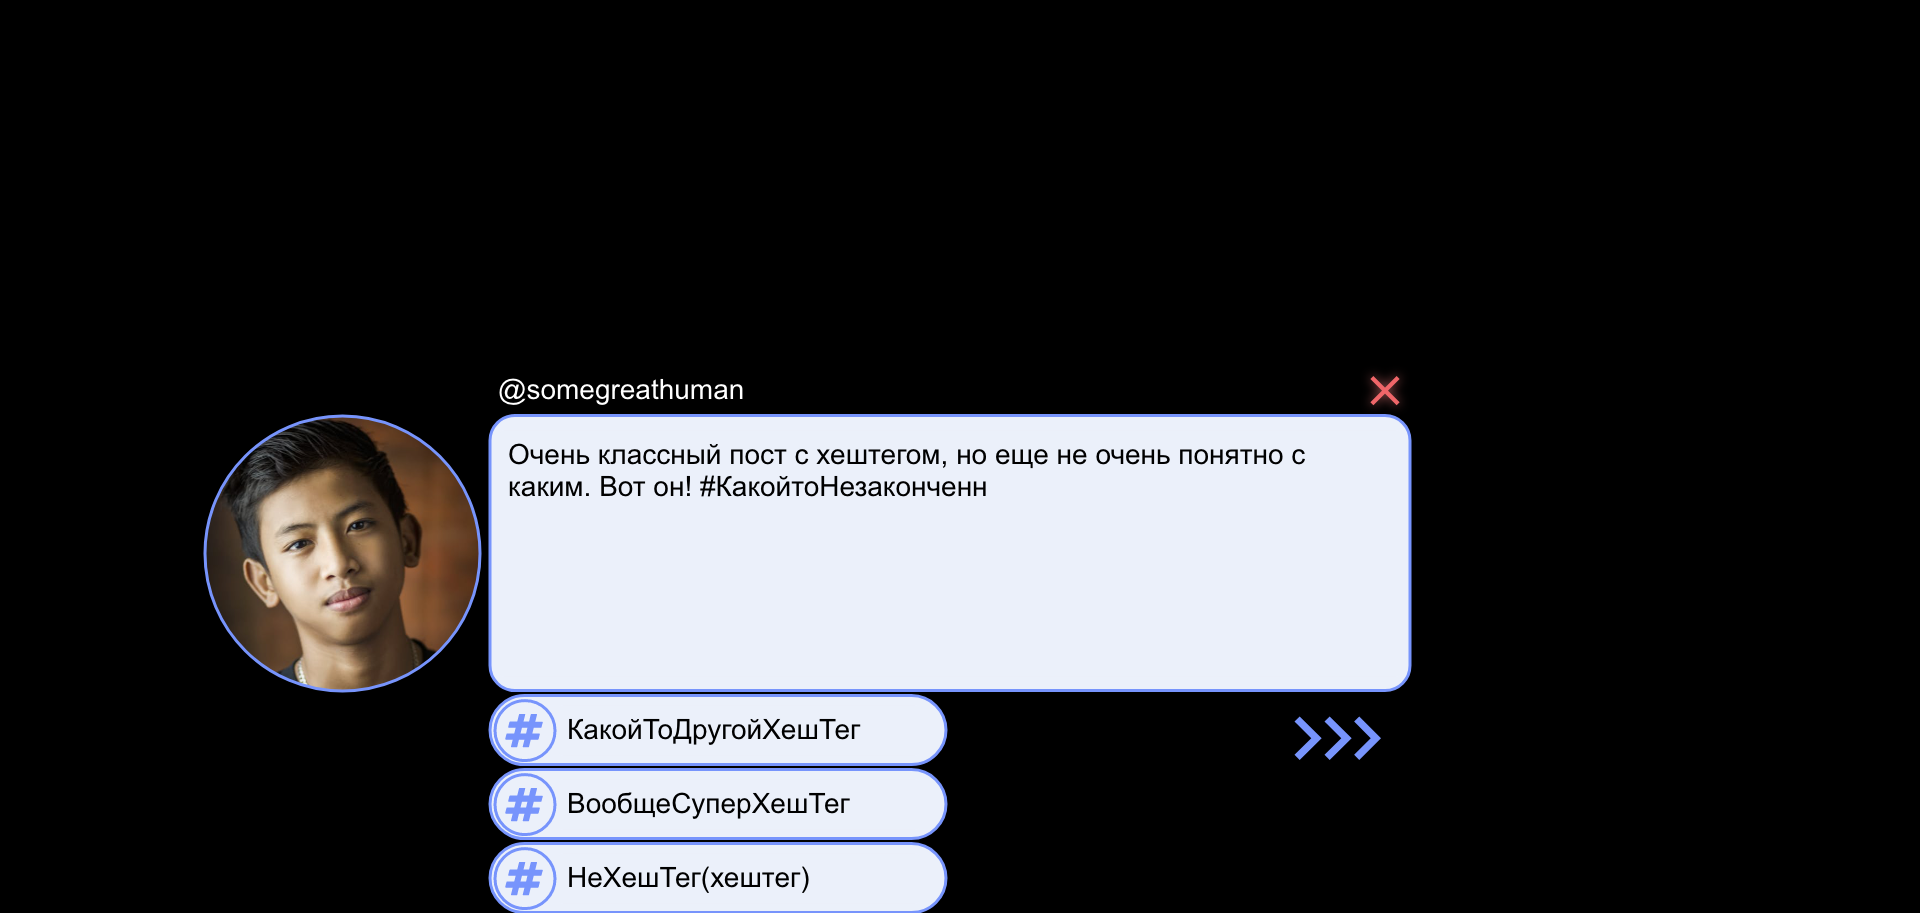 @somegreathuman
Очень классный пост с хештегом, но еще не очень понятно с
каким. Вот он! #КакойтоНезаконченн
# КакойТоДругойХешТег
# ВообщеСуперХешТег
# НеХешТег(хештег)